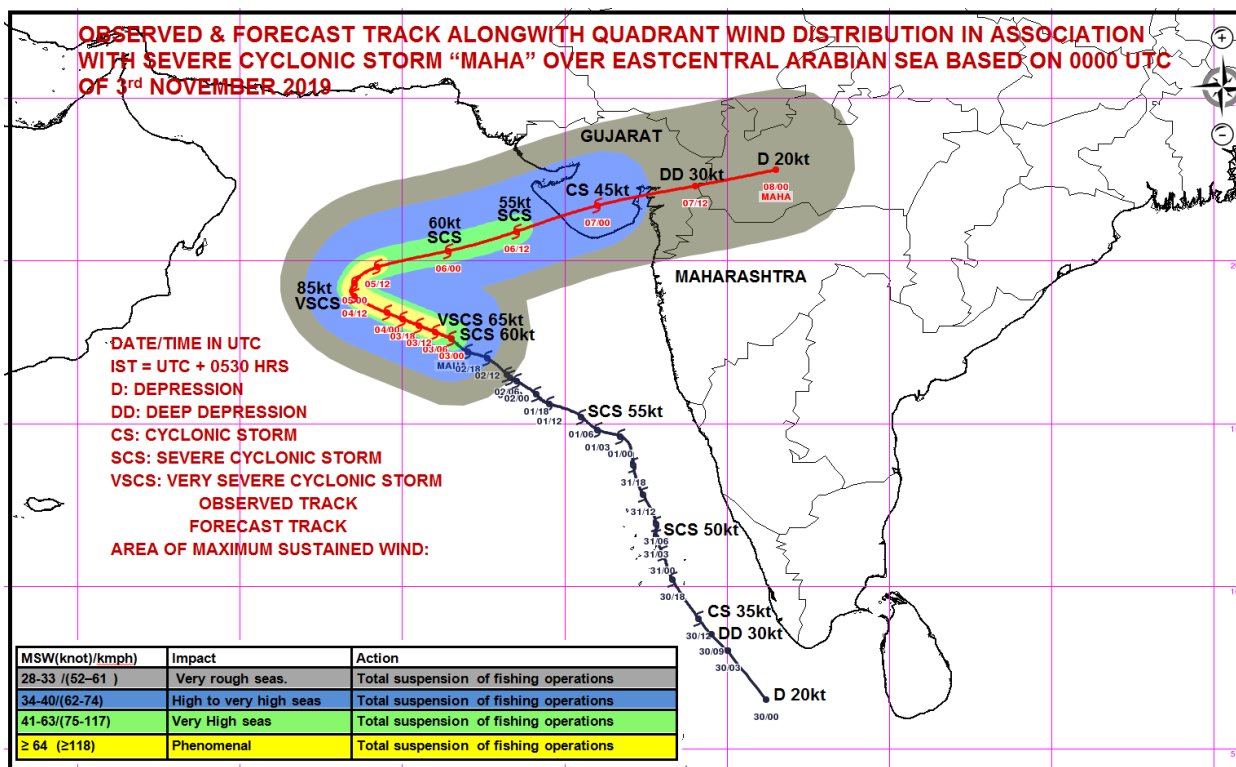 OBSERVED & FORECAST TRACK ALONGWITH QUADRANT WIND DISTRIBUTION IN ASSOCIATION
WITH SEVERE CYCLONIC STORM “MAHA” OVER EASTCENTRAL ARABIAN SEA BASED ON 0000 UTC
OF 3rd NOVEMBER 2019
GUJARAT
D 20kt
DD 30kt
08/00
MAHA
CS 45kt
07/12
55kt
SCS
07/00
60kt
SCS
06/12
06/00
MAHARASHTRA
20
05/12
85kt
VSCS
05/00
04/12
VSCS 65kt
04/00
03/18
SCS 60kt
03/12
03/06
03/00
MAHA
02/18
02/12
02/06
02/00
01/18
01/12
SCS 55kt
01/06
01/03
01/00
31/18
31/12
SCS 50kt
31/06
31/03
31/00
30/18
CS 35kt
30/12
DD 30kt
30/09
30/03
D 20kt
30/00
DATE/TIME IN UTC
IST = UTC + 0530 HRS
D: DEPRESSION
DD: DEEP DEPRESSION
CS: CYCLONIC STORM
SCS: SEVERE CYCLONIC STORM
VSCS: VERY SEVERE CYCLONIC STORM
OBSERVED TRACK
FORECAST TRACK
AREA OF MAXIMUM SUSTAINED WIND:
MSW(knot)/kmph) Impact Action
28-33 /(52–61 ) Very rough seas. Total suspension of fishing operations
34-40/(62-74) High to very high seas Total suspension of fishing operations
41-63/(75-117) Very High seas Total suspension of fishing operations
≥ 64 (≥118) Phenomenal Total suspension of fishing operations